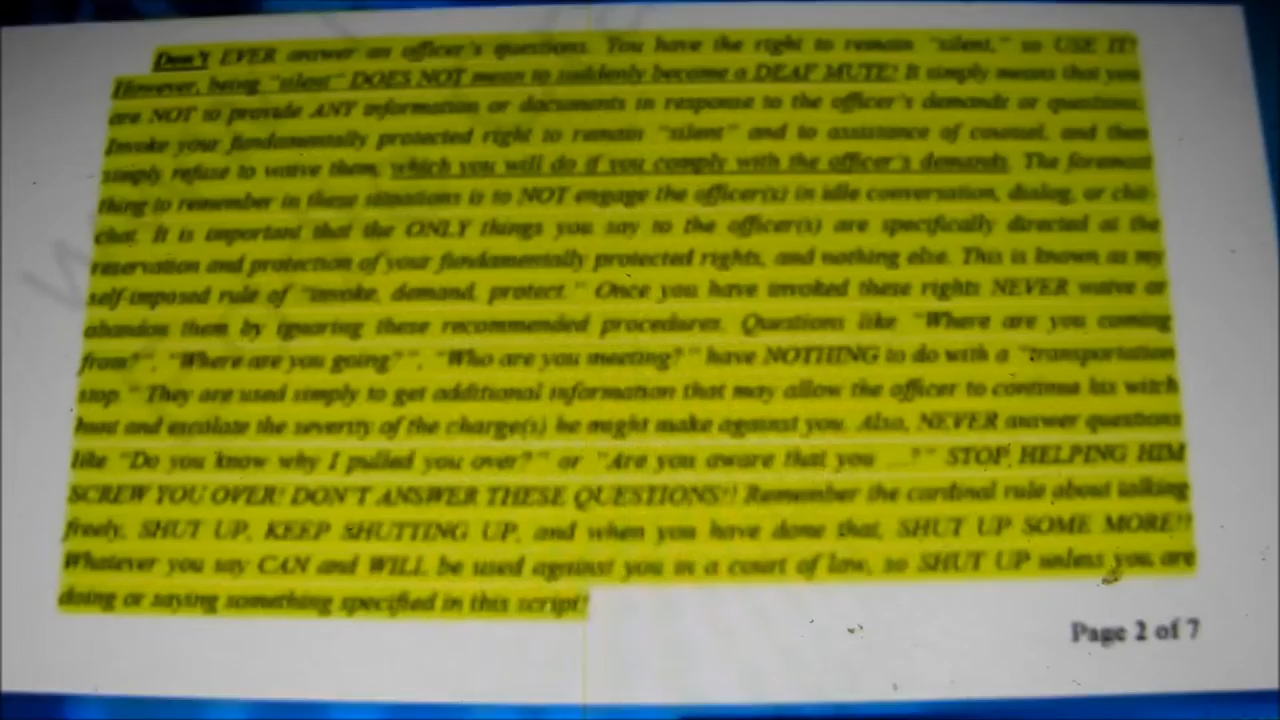 Don't EVER answer an officer's questions. You have the right to remain "silent," so USE IT!
However, being "silent" DOES NOT mean to suddenly become a DEAF MUTE! It simply means that you
are NOT to provide ANY information or documents in response to the officer's demands or questions.
Invoke your fundamentally protected right to remain "silent" and to assistance of counsel, and then
simply refuse to waive them, which you will do if you comply with the officer's demands. The foremost
thing to remember in these situations is to NOT engage the officer(s) in idle conversation, dialog, or chit-
chat. It is important that the ONLY things you say to the officer(s) are specifically directed at the
reservation and protection of your fundamentally protected rights, and nothing else. This is known as my
self-imposed rule of "invoke, demand, protect." Once you have invoked these rights NEVER waive or
abandon them by ignoring these recommended procedures. Questions like "Where are you coming
from?", "Where are you going?", "Who are you meeting?" have NOTHING to do with a "transportation
stop." They are used simply to get additional information that may allow the officer to continue his witch
hunt and escalate the severity of the charge(s) he might make against you. Also, NEVER answer questions
like "Do you know why I pulled you over?" or "Are you aware that you ...?" STOP HELPING HIM
SCREW YOU OVER! DON'T ANSWER THESE QUESTIONS!! Remember the cardinal rule about talking
freely, SHUT UP, KEEP SHUTTING UP, and when you have done that, SHUT UP SOME MORE!!
Whatever you say CAN and WILL be used against you in a court of law, so SHUT UP unless you are
doing or saying something specified in this script!
Page 2 of 7